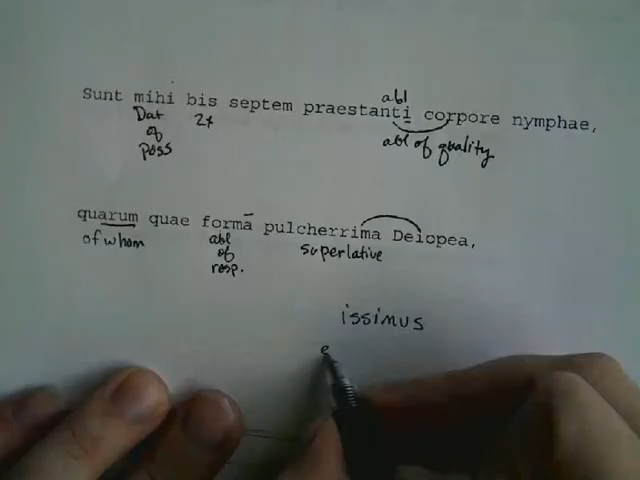 abl
Sunt mihi bis septem praestanti corpore nymphae,
Dat 2x abl of quality
of
poss
quarum quae formā pulcherrima Deiopea,
of whom abl superlative
of
resp.
issimus
e